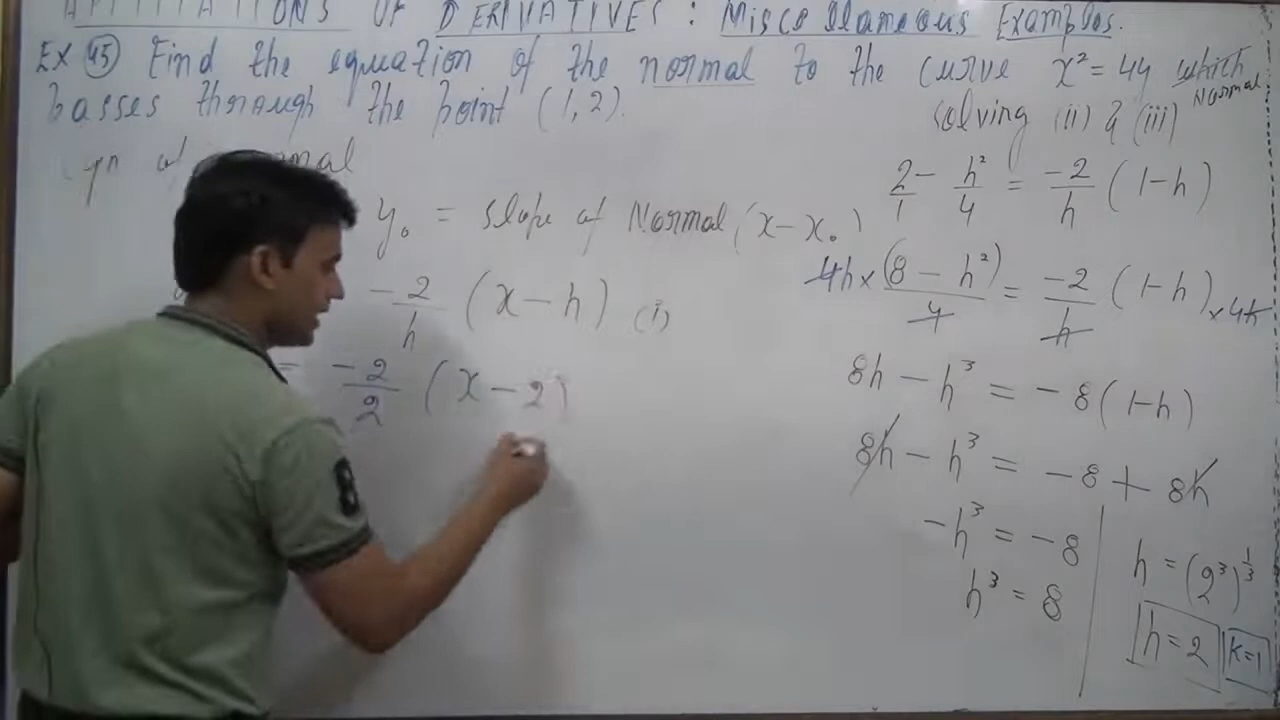 OF DERIVATIVES : Miscellaneous Examples.
Ex 45 Find the equation of the normal to the curve x² = 4y which
passes through the point (1,2). Normal
of normal
y₀ = slope of Normal (x - x₀)
- 2/h (x - h) (i)
= -2/2 (x - 2)
solving (ii) & (iii)
2/1 - h²/4 = -2/h (1-h)
4h × (8 - h²)/4 = -2/h (1-h) × 4h
8h - h³ = -8(1-h)
8h - h³ = -8 + 8h
-h³ = -8
h³ = 8
h = (2³)^1/3
h = 2 k=1